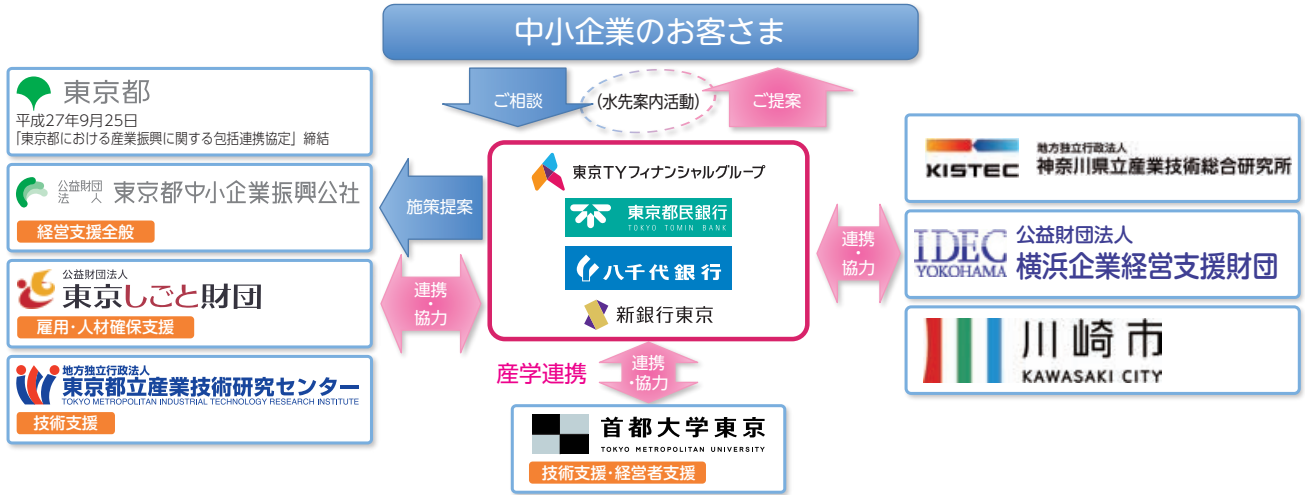 中小企業のお客さま
ご相談
(水先案内活動)
ご提案
東京都
平成27年9月25日
「東京都における産業振興に関する包括連携協定」締結
公益財団
法　人
東京都中小企業振興公社
経営支援全般
公益財団法人
東京しごと財団
雇用・人材確保支援
地方独立行政法人
東京都立産業技術研究センター
TOKYO METROPOLITAN INDUSTRIAL TECHNOLOGY RESEARCH INSTITUTE
技術支援
施策提案
連携
・
協力
東京TYフィナンシャルグループ
東京都民銀行
TOKYO TOMIN BANK
八千代銀行
新銀行東京
産学連携
連携
・協力
首都大学東京
TOKYO METROPOLITAN UNIVERSITY
技術支援・経営者支援
連携
・
協力
KISTEC
地方独立行政法人
神奈川県立産業技術総合研究所
IDEC
YOKOHAMA
公益財団法人
横浜企業経営支援財団
川崎市
KAWASAKI CITY